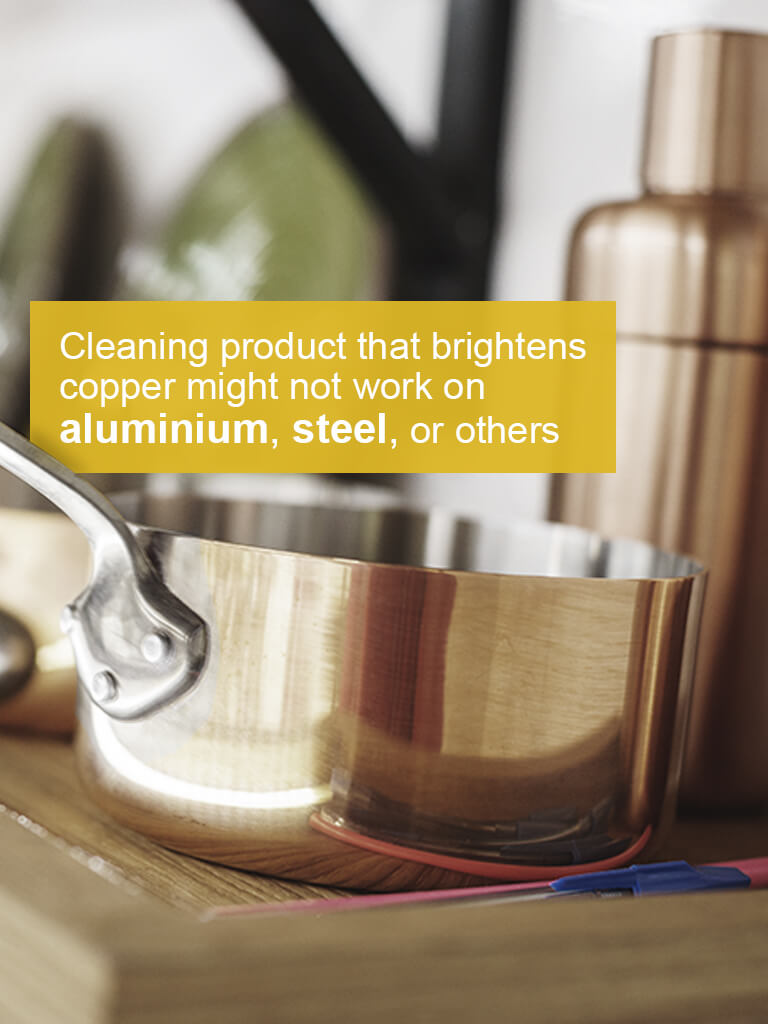 Cleaning product that brightens
copper might not work on
aluminium, steel, or others